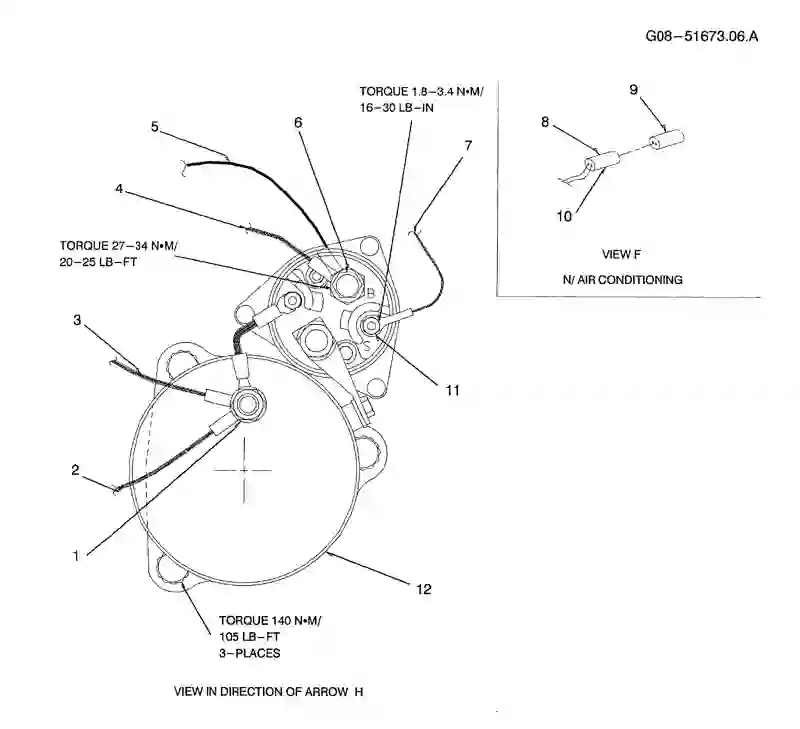 G08-51673.06.A
TORQUE 1.8-3.4 N•M/
16-30 LB-IN
9
8
10
VIEW F
N/ AIR CONDITIONING
5
6
7
4
TORQUE 27-34 N•M/
20-25 LB-FT
B
S
3
11
2
1
12
TORQUE 140 N•M/
105 LB-FT
3-PLACES
VIEW IN DIRECTION OF ARROW H